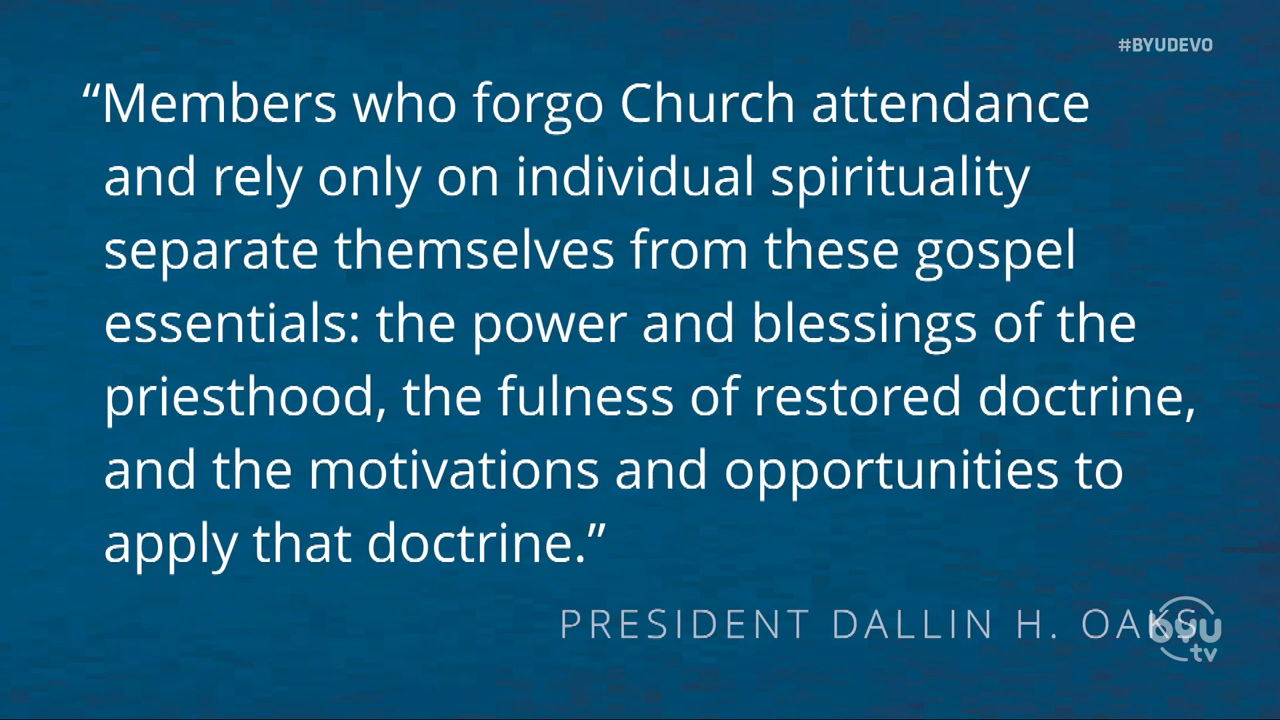 #BYUDEVO
“Members who forgo Church attendance
and rely only on individual spirituality
separate themselves from these gospel
essentials: the power and blessings of the
priesthood, the fulness of restored doctrine,
and the motivations and opportunities to
apply that doctrine.”
PRESIDENT DALLIN H. OAKS
byu
tv